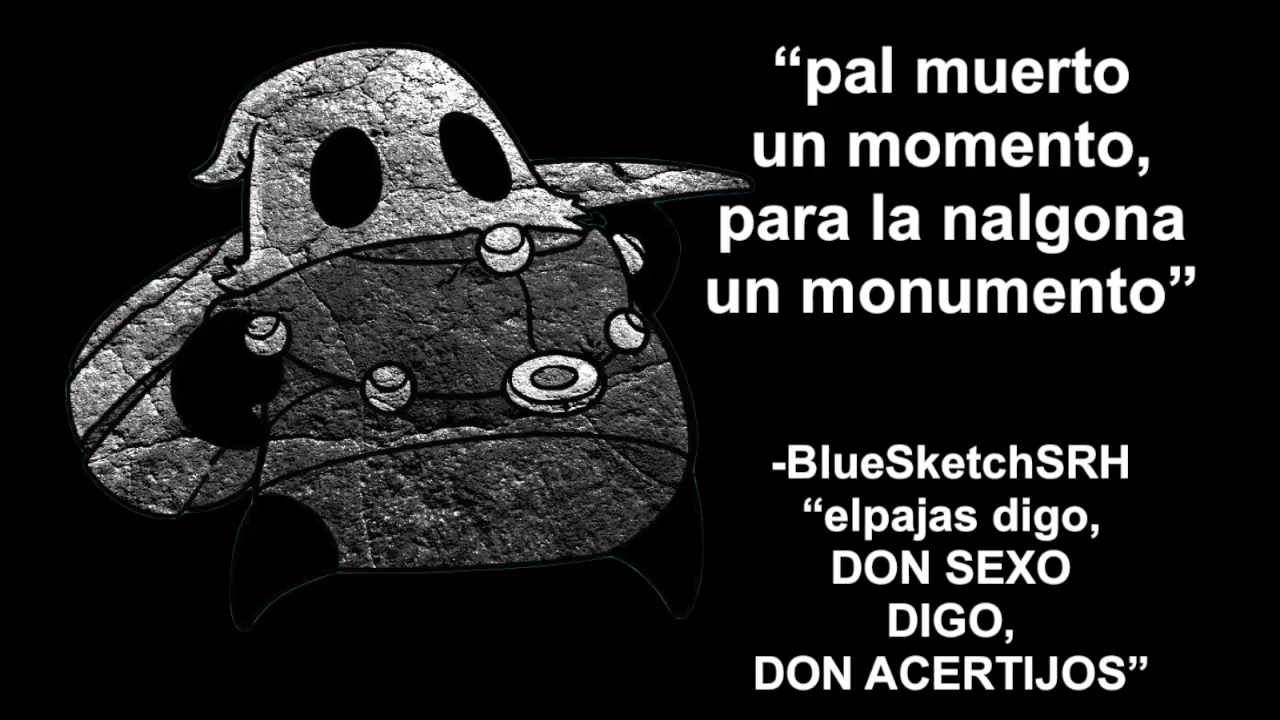 “pal muerto
un momento,
para la nalgona
un monumento”
-BlueSketchSRH
“elpajas digo,
DON SEXO
DIGO,
DON ACERTIJOS”